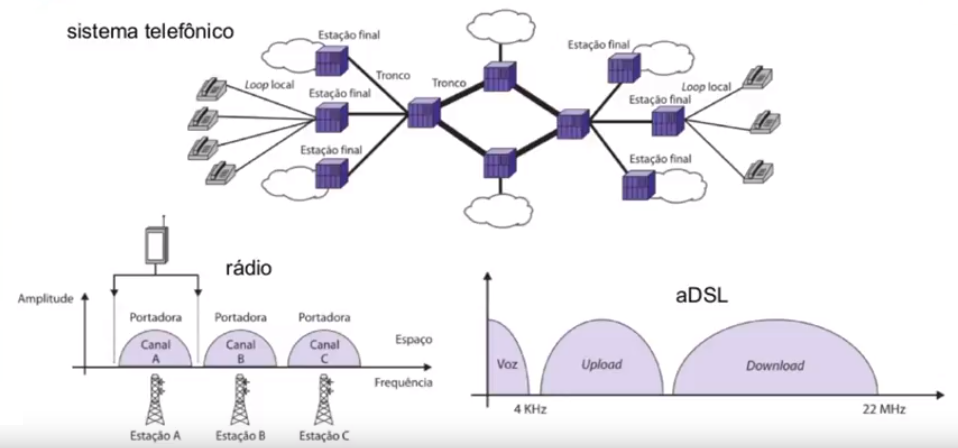 sistema telefônico
Estação final
Estação final
Tronco
Tronco
Loop local
Estação final
Loop local
Estação final
Estação final
Estação final
Estação final
rádio
Amplitude
Portadora
Portadora
Portadora
Canal
A
Canal
B
Canal
C
Espaço
Frequência
Estação A
Estação B
Estação C
aDSL
Voz
Upload
Download
4 KHz
22 MHz